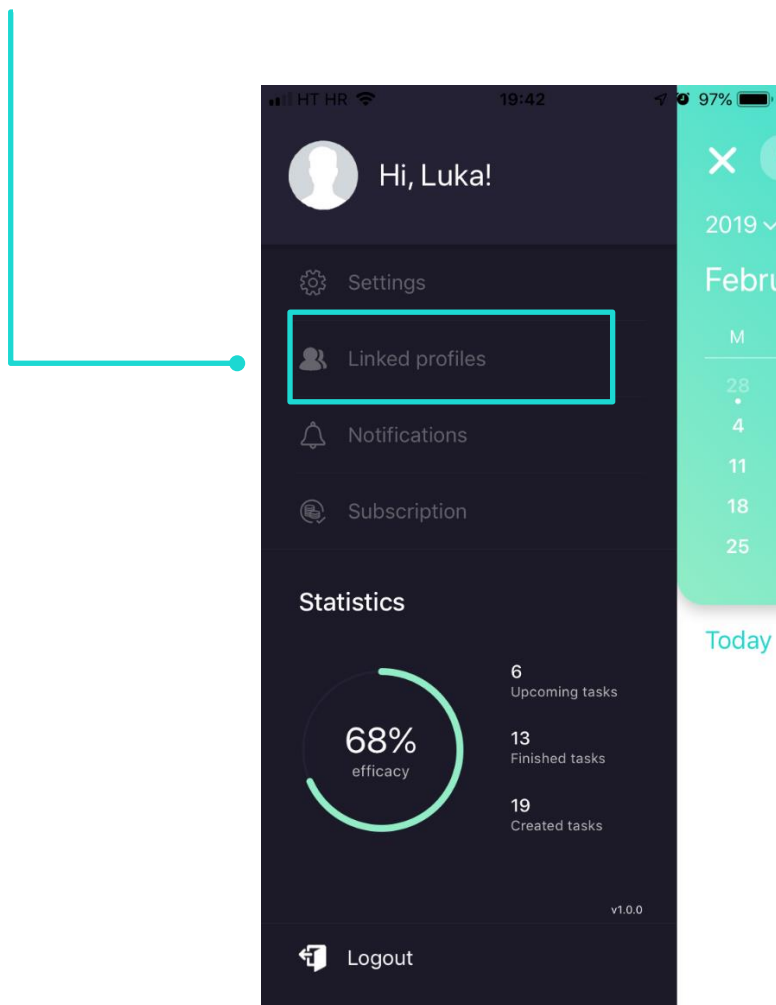 HT HR 19:42 97%
Hi, Luka!
2019
Settings
Febru
Linked profiles
M
28
Notifications
4
11
Subscription
18
25
Statistics
Today
6
Upcoming tasks
68%
efficacy
13
Finished tasks
19
Created tasks
v1.0.0
Logout